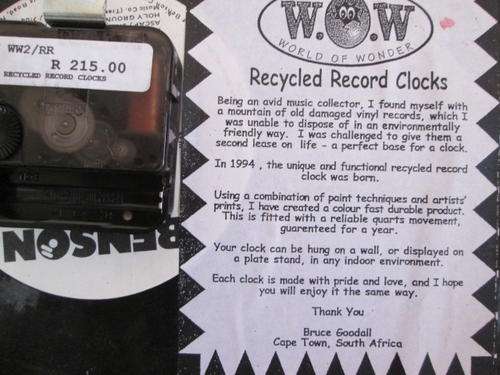 WW2/RR
R 215.00
RECYCLED RECORD CLOCKS
BENSON
W.O.W
WORLD OF WONDER
Recycled Record Clocks
Being an avid music collector, I found myself with
a mountain of old damaged vinyl records, which I
was unable to dispose of in an environmentally
friendly way. I was challenged to give them a
second lease on life - a perfect base for a clock.
In 1994 , the unique and functional recycled record
clock was born.
Using a combination of paint techniques and artists'
prints, I have created a colour fast durable product.
This is fitted with a reliable quarts movement,
guarenteed for a year.
Your clock can be hung on a wall, or displayed on
a plate stand, in any indoor environment.
Each clock is made with pride and love, and I hope
you will enjoy it the same way.
Thank You
Bruce Goodall
Cape Town, South Africa